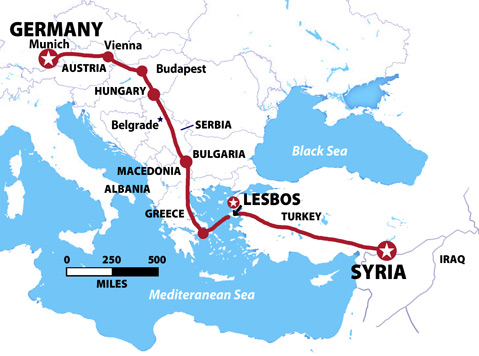 GERMANY
Munich
Vienna
AUSTRIA
Budapest
HUNGARY
Belgrade
SERBIA
BULGARIA
Black Sea
MACEDONIA
ALBANIA
LESBOS
GREECE
TURKEY
SYRIA
IRAQ
0 250 500
MILES
Mediteranean Sea